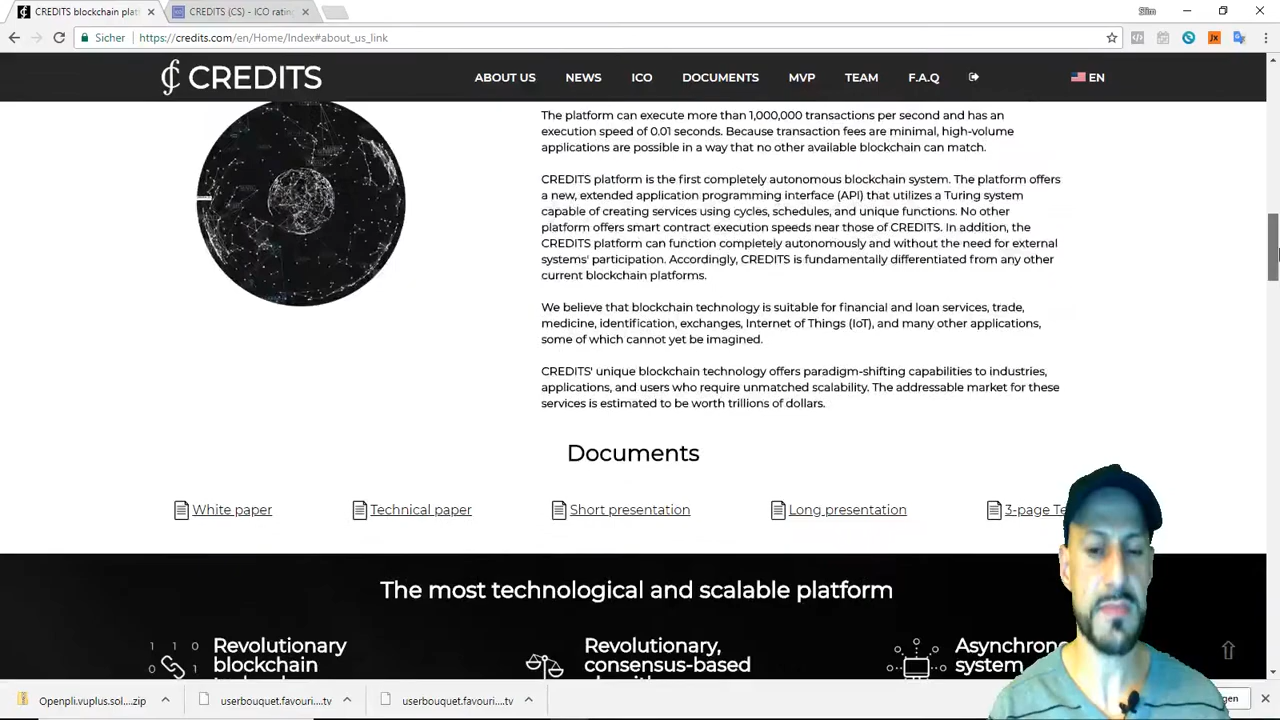 CREDITS blockchain plat
CREDITS (CS) - ICO rating
Slim
Sicher
https://credits.com/en/Home/Index#about_us_link
CREDITS
ABOUT US
NEWS
ICO
DOCUMENTS
MVP
TEAM
F.A.Q
EN
The platform can execute more than 1,000,000 transactions per second and has an
execution speed of 0.01 seconds. Because transaction fees are minimal, high-volume
applications are possible in a way that no other available blockchain can match.
CREDITS platform is the first completely autonomous blockchain system. The platform offers
a new, extended application programming interface (API) that utilizes a Turing system
capable of creating services using cycles, schedules, and unique functions. No other
platform offers smart contract execution speeds near those of CREDITS. In addition, the
CREDITS platform can function completely autonomously and without the need for external
systems' participation. Accordingly, CREDITS is fundamentally differentiated from any other
current blockchain platforms.
We believe that blockchain technology is suitable for financial and loan services, trade,
medicine, identification, exchanges, Internet of Things (IoT), and many other applications,
some of which cannot yet be imagined.
CREDITS' unique blockchain technology offers paradigm-shifting capabilities to industries,
applications, and users who require unmatched scalability. The addressable market for these
services is estimated to be worth trillions of dollars.
Documents
White paper
Technical paper
Short presentation
Long presentation
3-page Te
The most technological and scalable platform
1 1 0
0 1
Revolutionary
blockchain
Revolutionary,
consensus-based
Asynchrono
system
Openpli.vuplus.sol....zip
userbouquet.favouri....tv
userbouquet.favouri....tv
gen